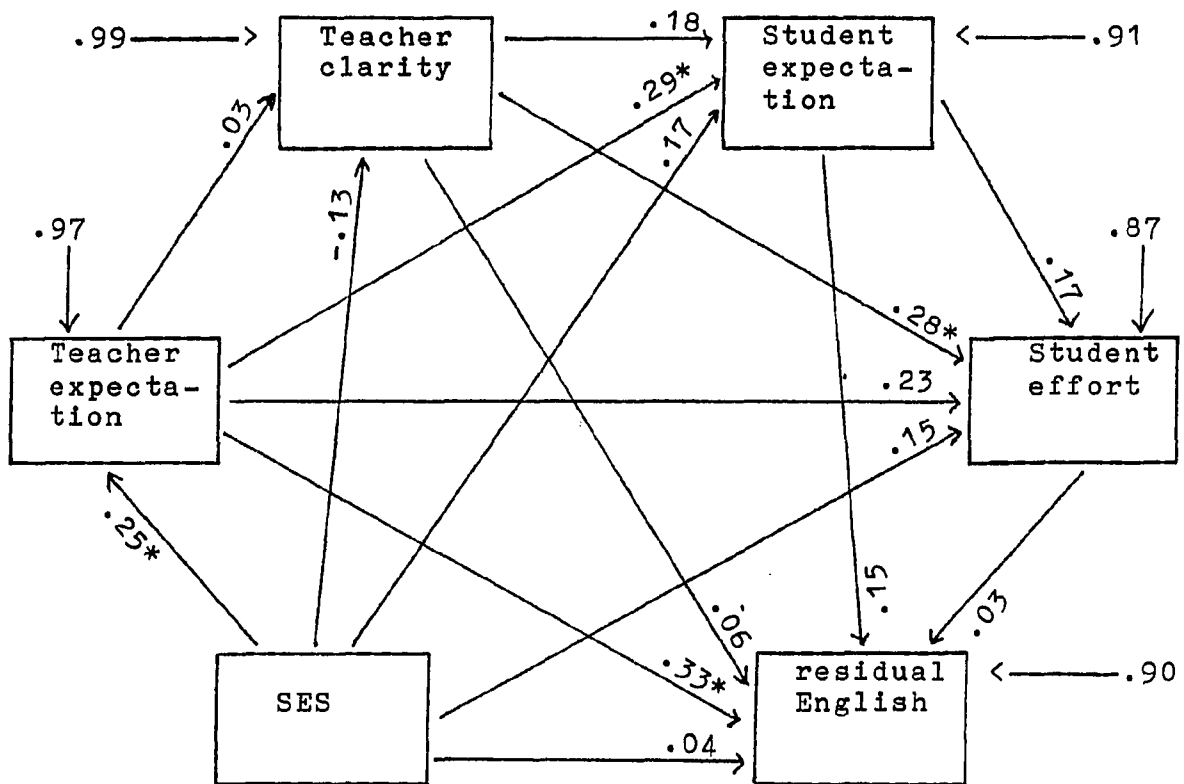 .99
Teacher
clarity
.18
Student
expecta-
tion
.91
.29*
.17
.03
-.13
.97
.87
.17
Teacher
expecta-
tion
.28*
Student
effort
.23
.15
.25*
.15
.03
.06
.33*
SES
residual
English
.90
.04